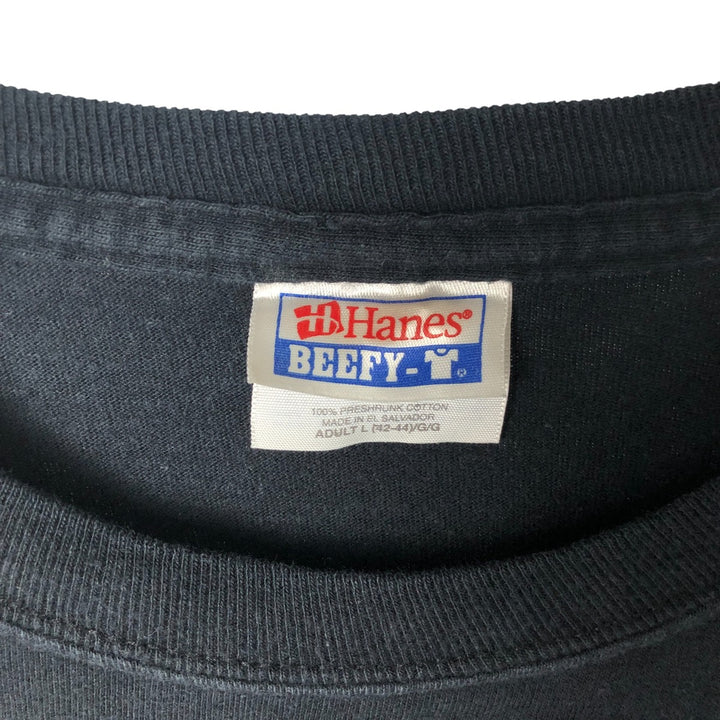 Hanes®
BEEFY-T®
100% PRESHRUNK COTTON
MADE IN EL SALVADOR
ADULT L (42-44)/G/G